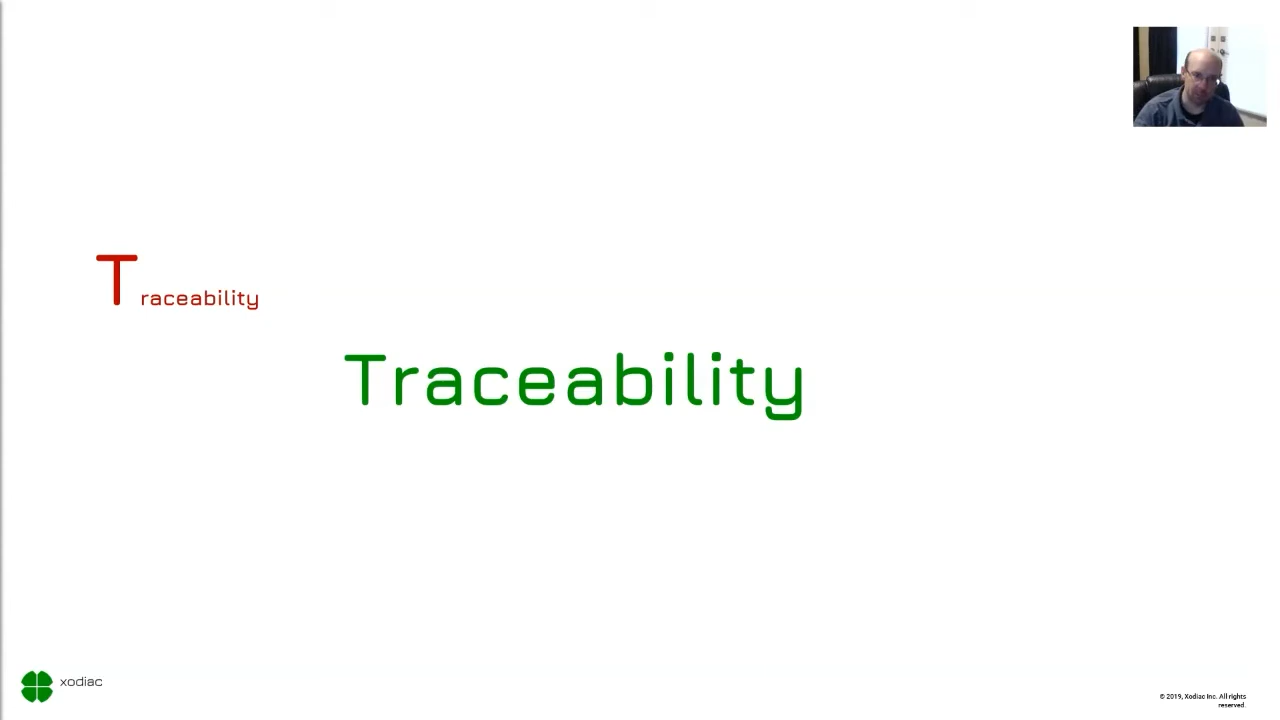 Traceability
Traceability
xodiac
© 2019, Xodiac Inc. All rights
reserved.